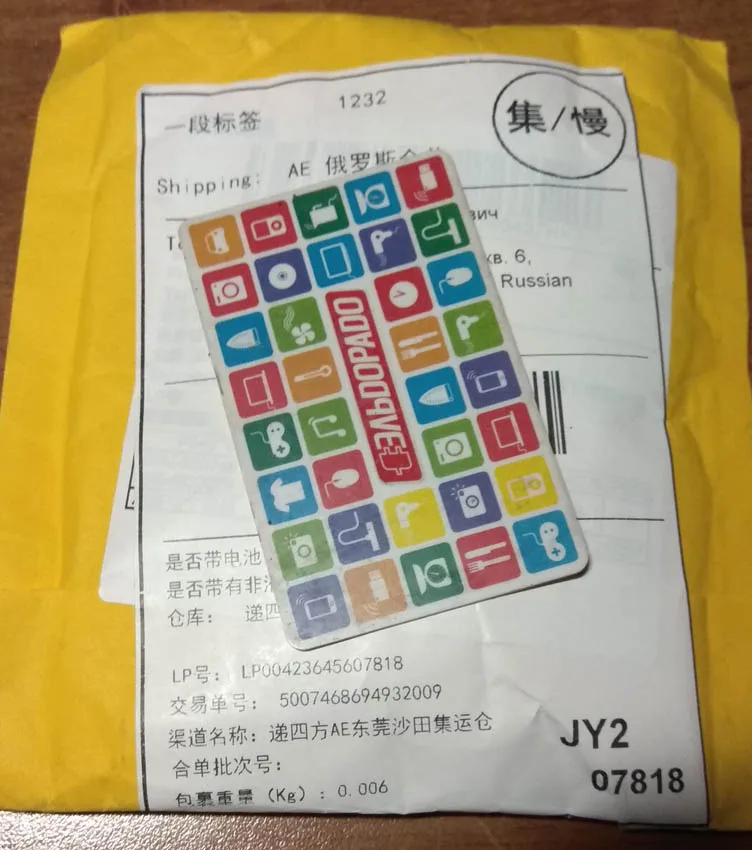 1232
一段标签
集/慢
Shipping: AE 俄罗斯
вич
кв. 6,
Russian
ЭЛЬDОРАDО
是否带电池
是否带有非
仓库: 递四
LP号: LP00423645607818
交易单号: 5007468694932009
渠道名称: 递四方AE东莞沙田集运仓
合单批次号:
包裹重量 (Kg) : 0.006
JY2
07818